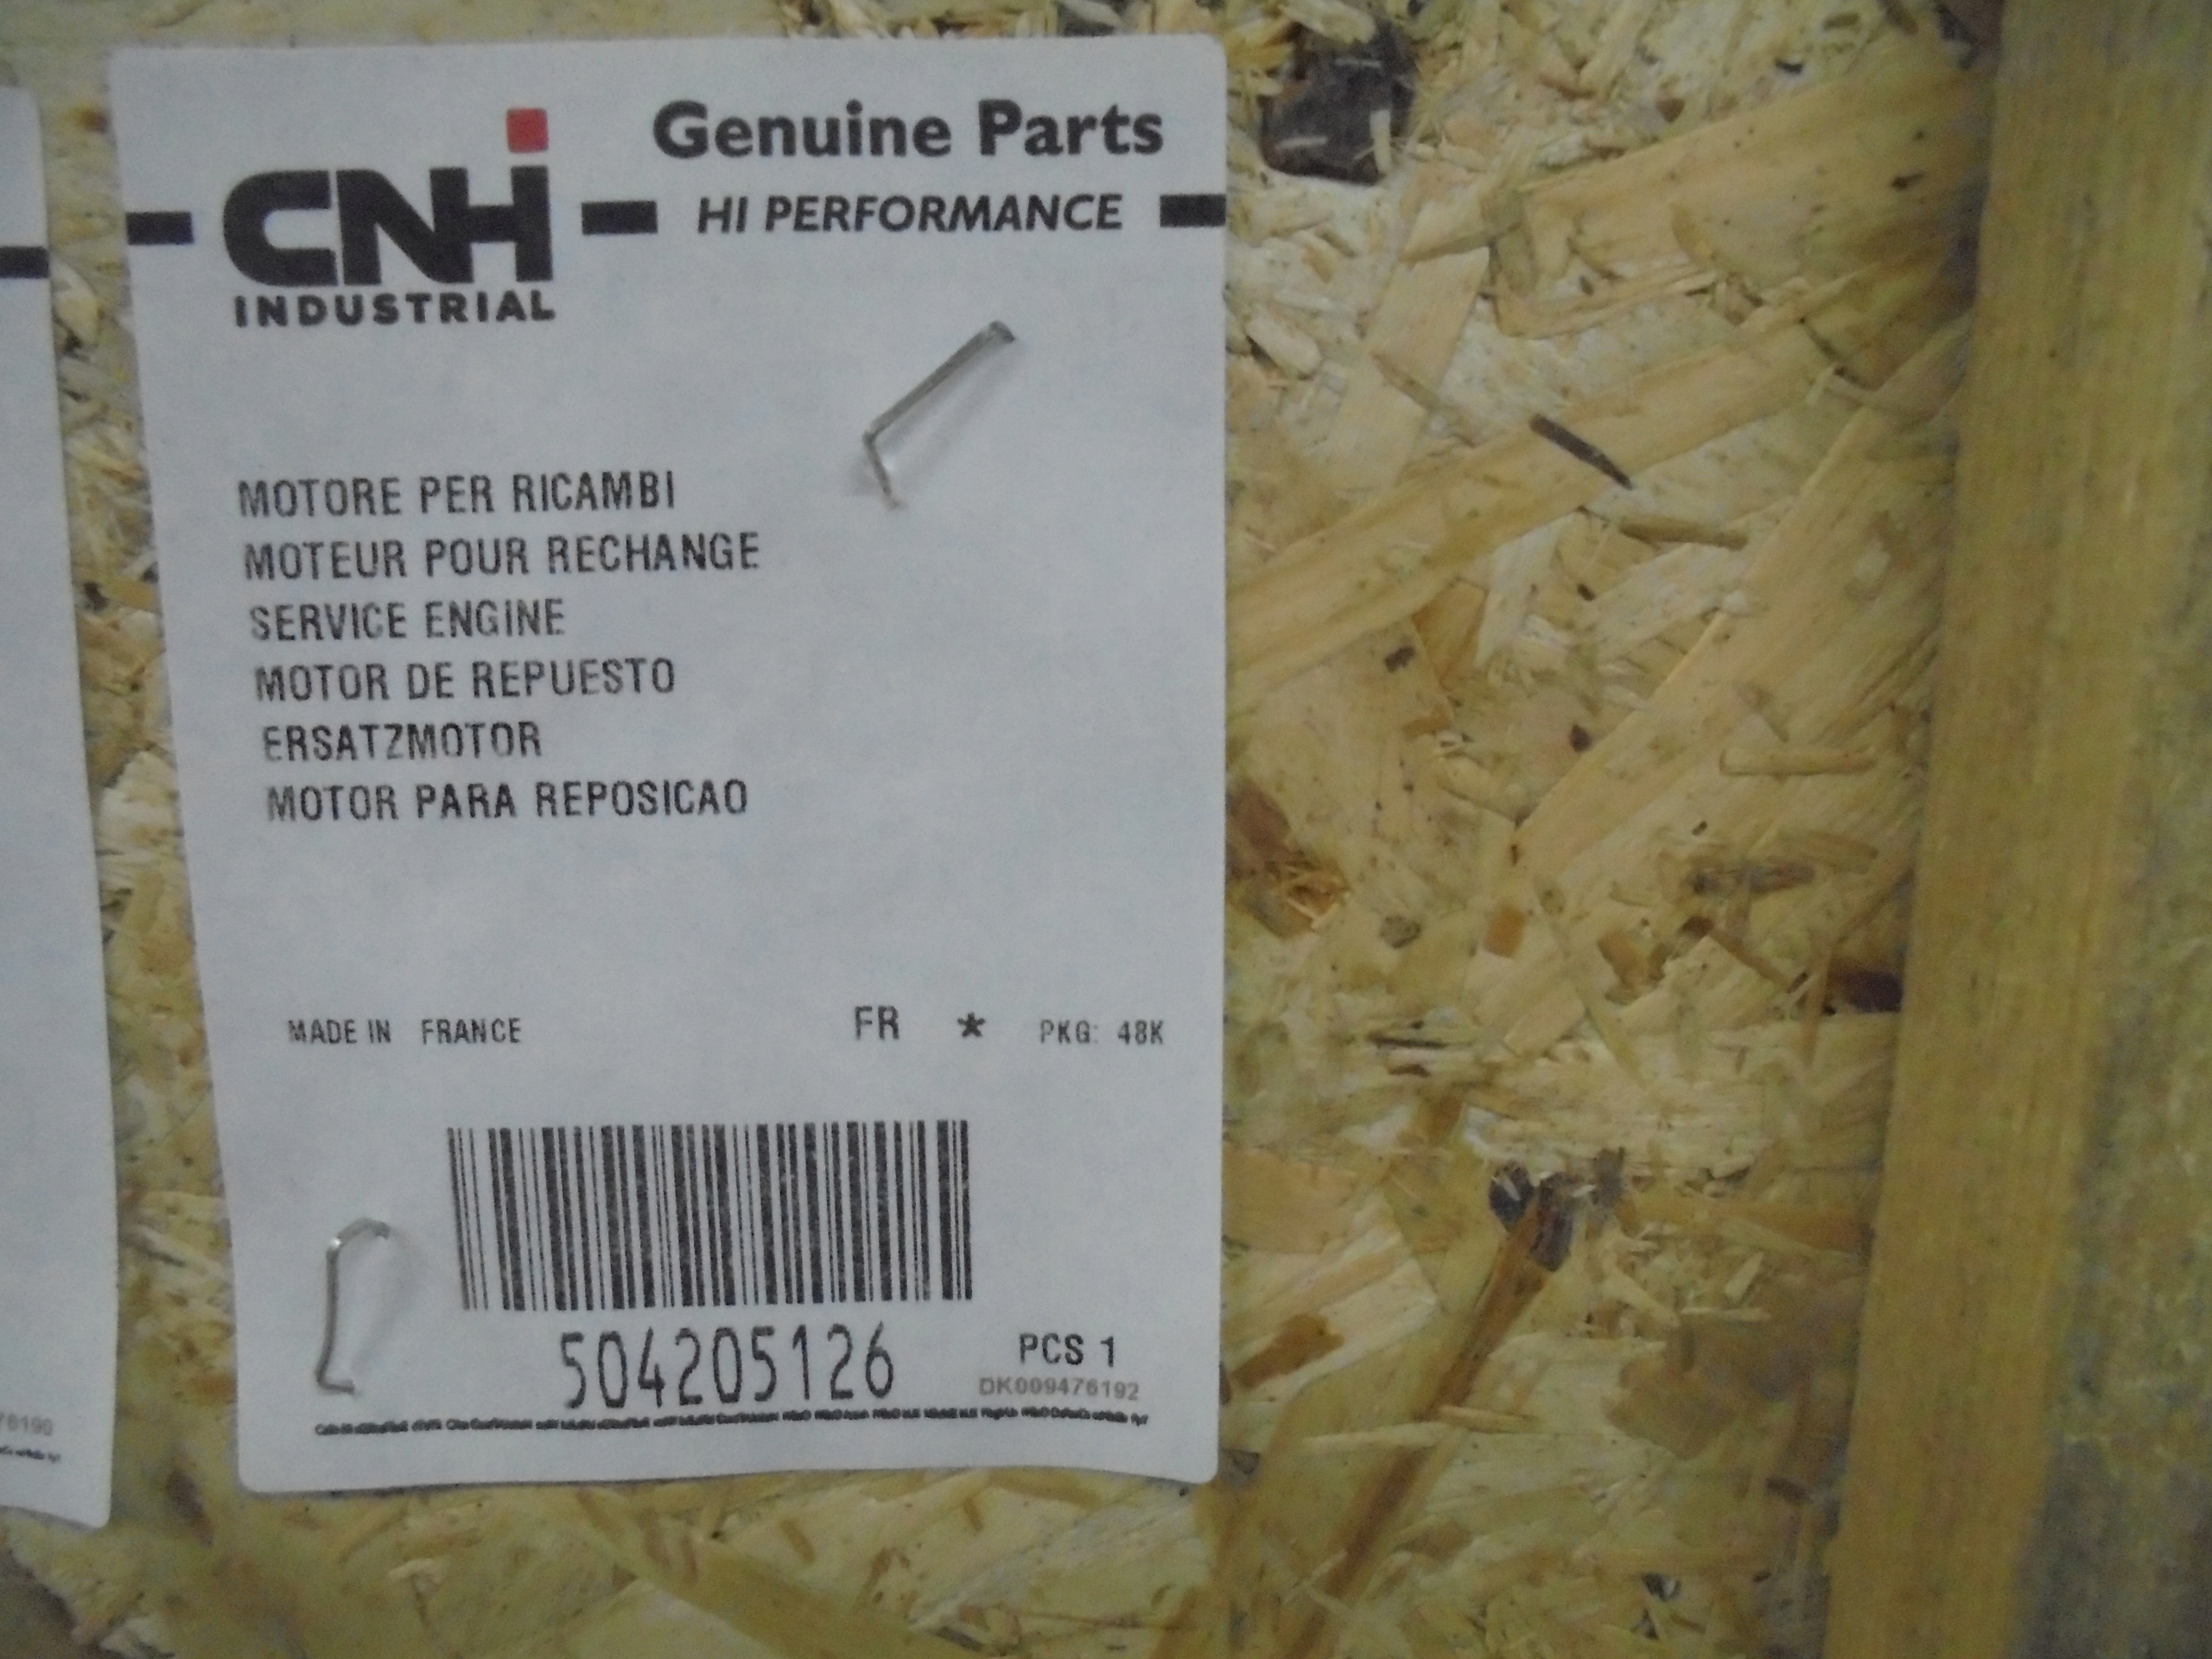 CNH
INDUSTRIAL
Genuine Parts
HI PERFORMANCE
MOTORE PER RICAMBI
MOTEUR POUR RECHANGE
SERVICE ENGINE
MOTOR DE REPUESTO
ERSATZMOTOR
MOTOR PARA REPOSICAO
MADE IN FRANCE FR * PKG: 48K
504205126
PCS 1
DK009476192